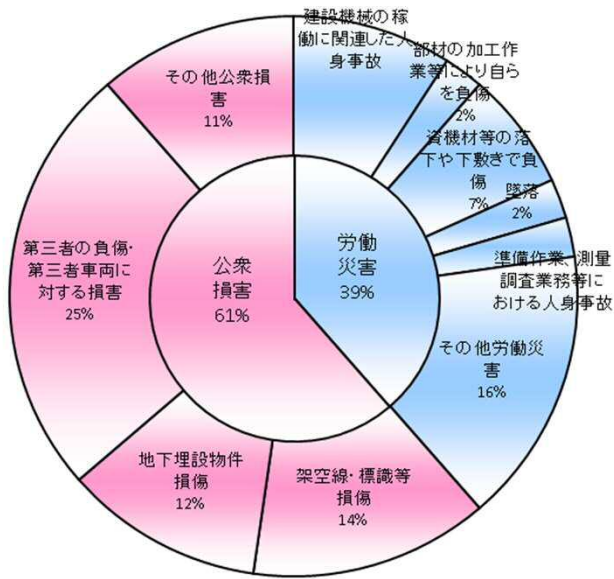 建設機械の稼
働に関連した人
身事故
部材の加工作
業等により自ら
を負傷
2%
資機材等の落
下や下敷きで負
傷
7%
墜落
2%
準備作業、測量
調査業務等に
おける人身事故
その他労働災
害
16%
架空線・標識等
損傷
14%
地下埋設物件
損傷
12%
第三者の負傷・
第三者車両に
対する損害
25%
その他公衆損
害
11%
労働
災害
39%
公衆
損害
61%